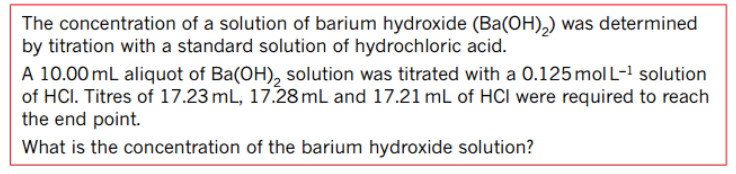 The concentration of a solution of barium hydroxide (Ba(OH)₂) was determined
by titration with a standard solution of hydrochloric acid.
A 10.00 mL aliquot of Ba(OH)₂ solution was titrated with a 0.125 mol L⁻¹ solution
of HCl. Titres of 17.23 mL, 17.28 mL and 17.21 mL of HCl were required to reach
the end point.
What is the concentration of the barium hydroxide solution?